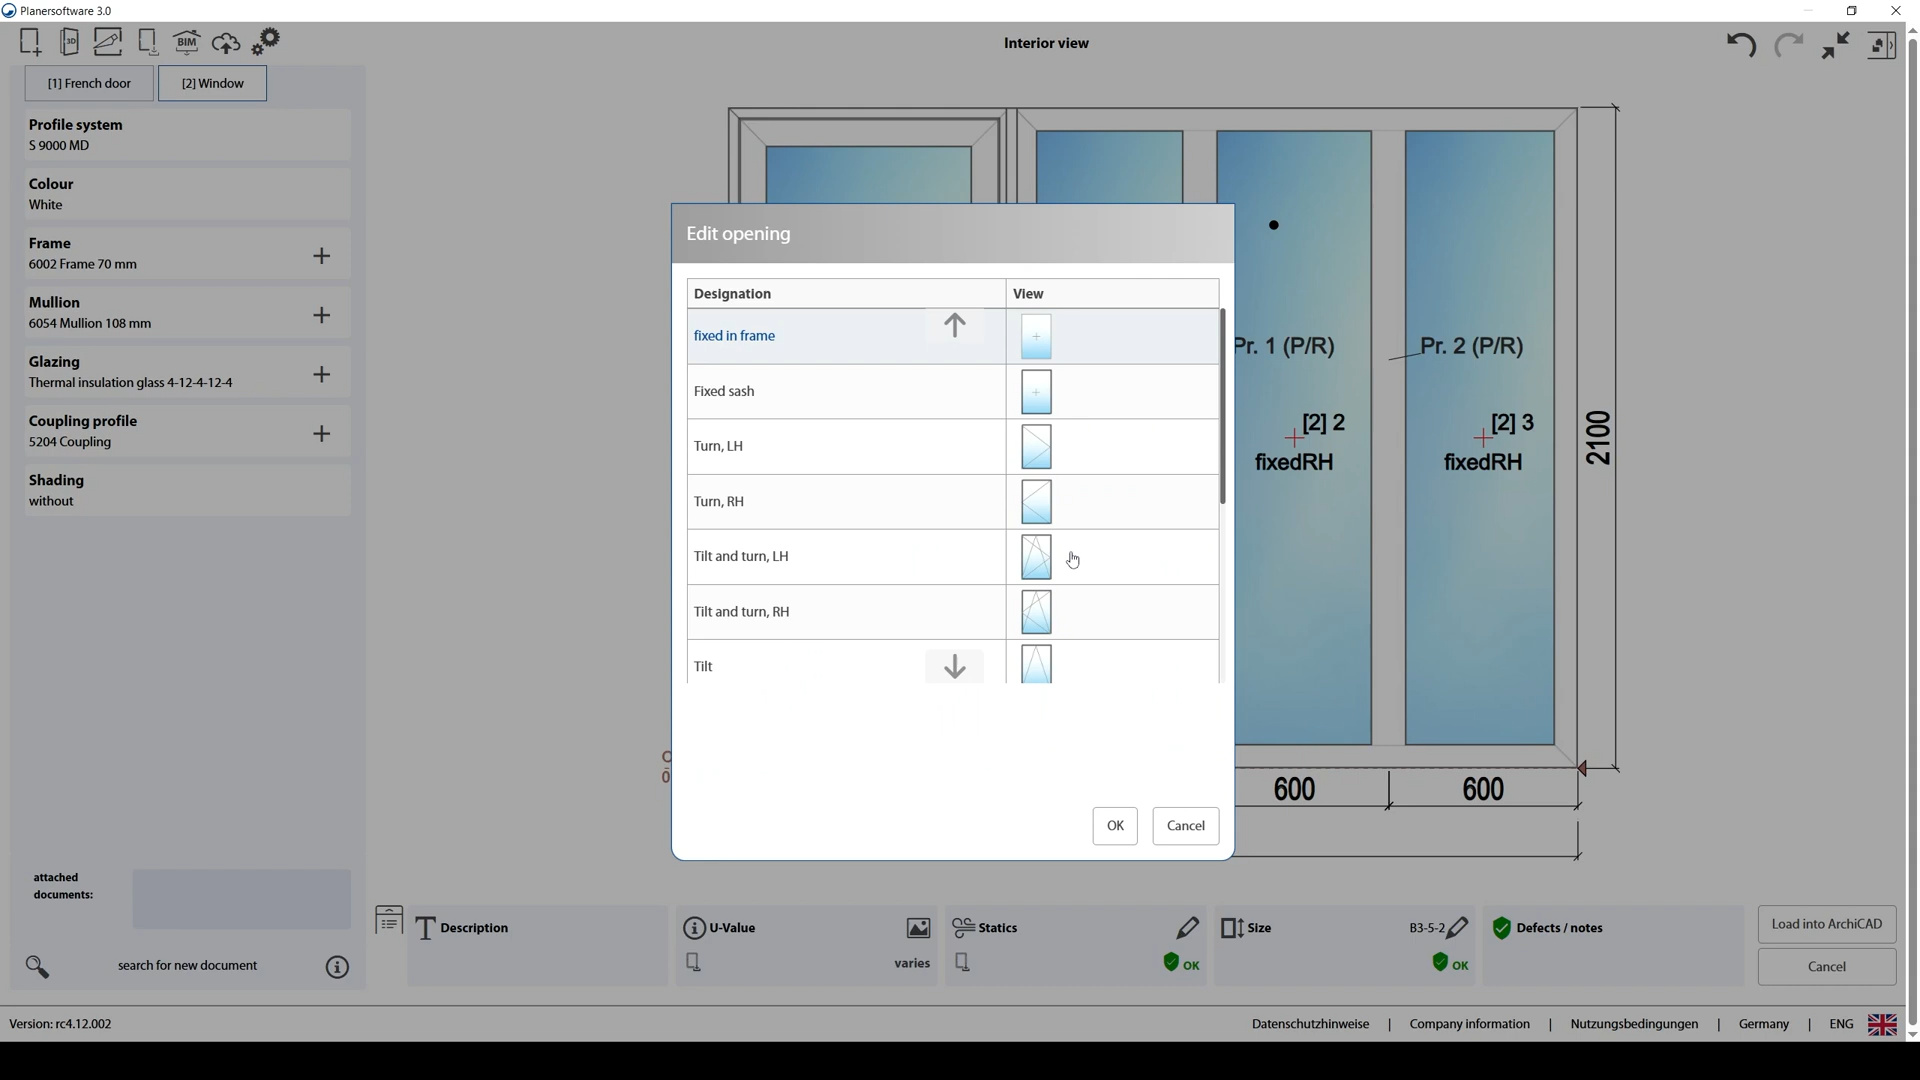 Planersoftware 3.0
3D
BIM
Interior view
[1] French door
[2] Window
Profile system
S 9000 MD
Colour
White
Frame
6002 Frame 70 mm
Mullion
6054 Mullion 108 mm
Glazing
Thermal insulation glass 4-12-4-12-4
Coupling profile
5204 Coupling
Shading
without
Edit opening
Designation View
fixed in frame
Fixed sash
Turn, LH
Turn, RH
Tilt and turn, LH
Tilt and turn, RH
Tilt
OK
Cancel
Pr. 1 (P/R)
Pr. 2 (P/R)
[2] 2
fixedRH
[2] 3
fixedRH
2100
600
600
attached
documents:
search for new document
Description
U-Value
varies
Statics
OK
Size
B3-5-2
OK
Defects / notes
Load into ArchiCAD
Cancel
Version: rc4.12.002
Datenschutzhinweise | Company information | Nutzungsbedingungen | Germany | ENG